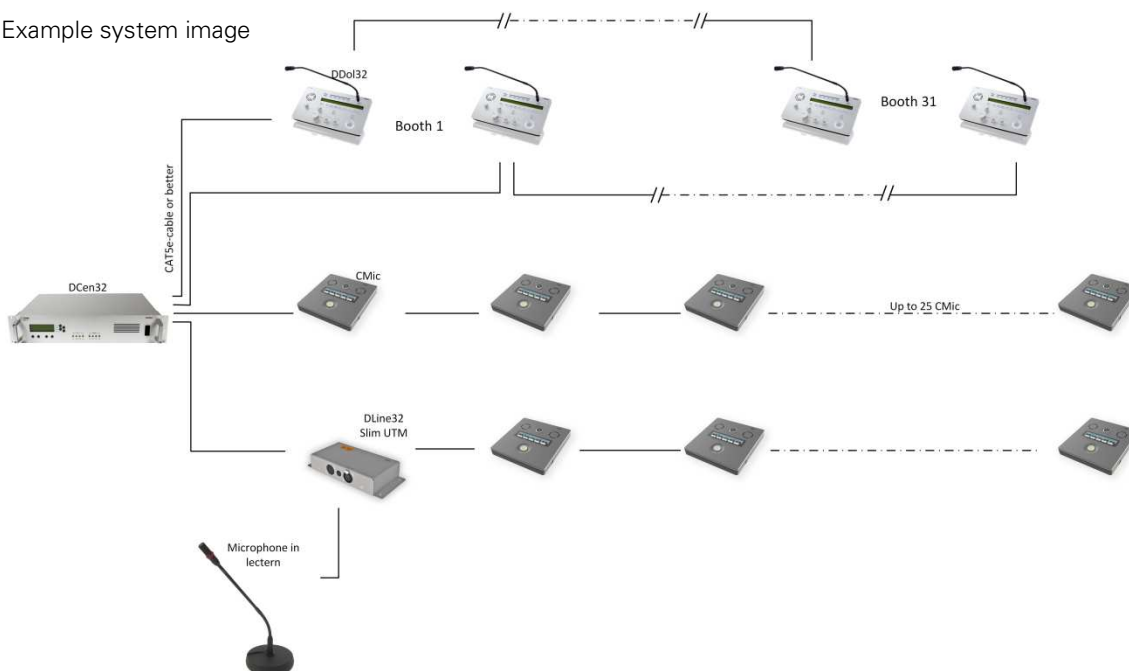 Example system image
DDol32
Booth 1
Booth 31
CAT5e-cable or better
DCen32
CMic
Up to 25 CMic
DLine32
Slim UTM
Microphone in
lectern